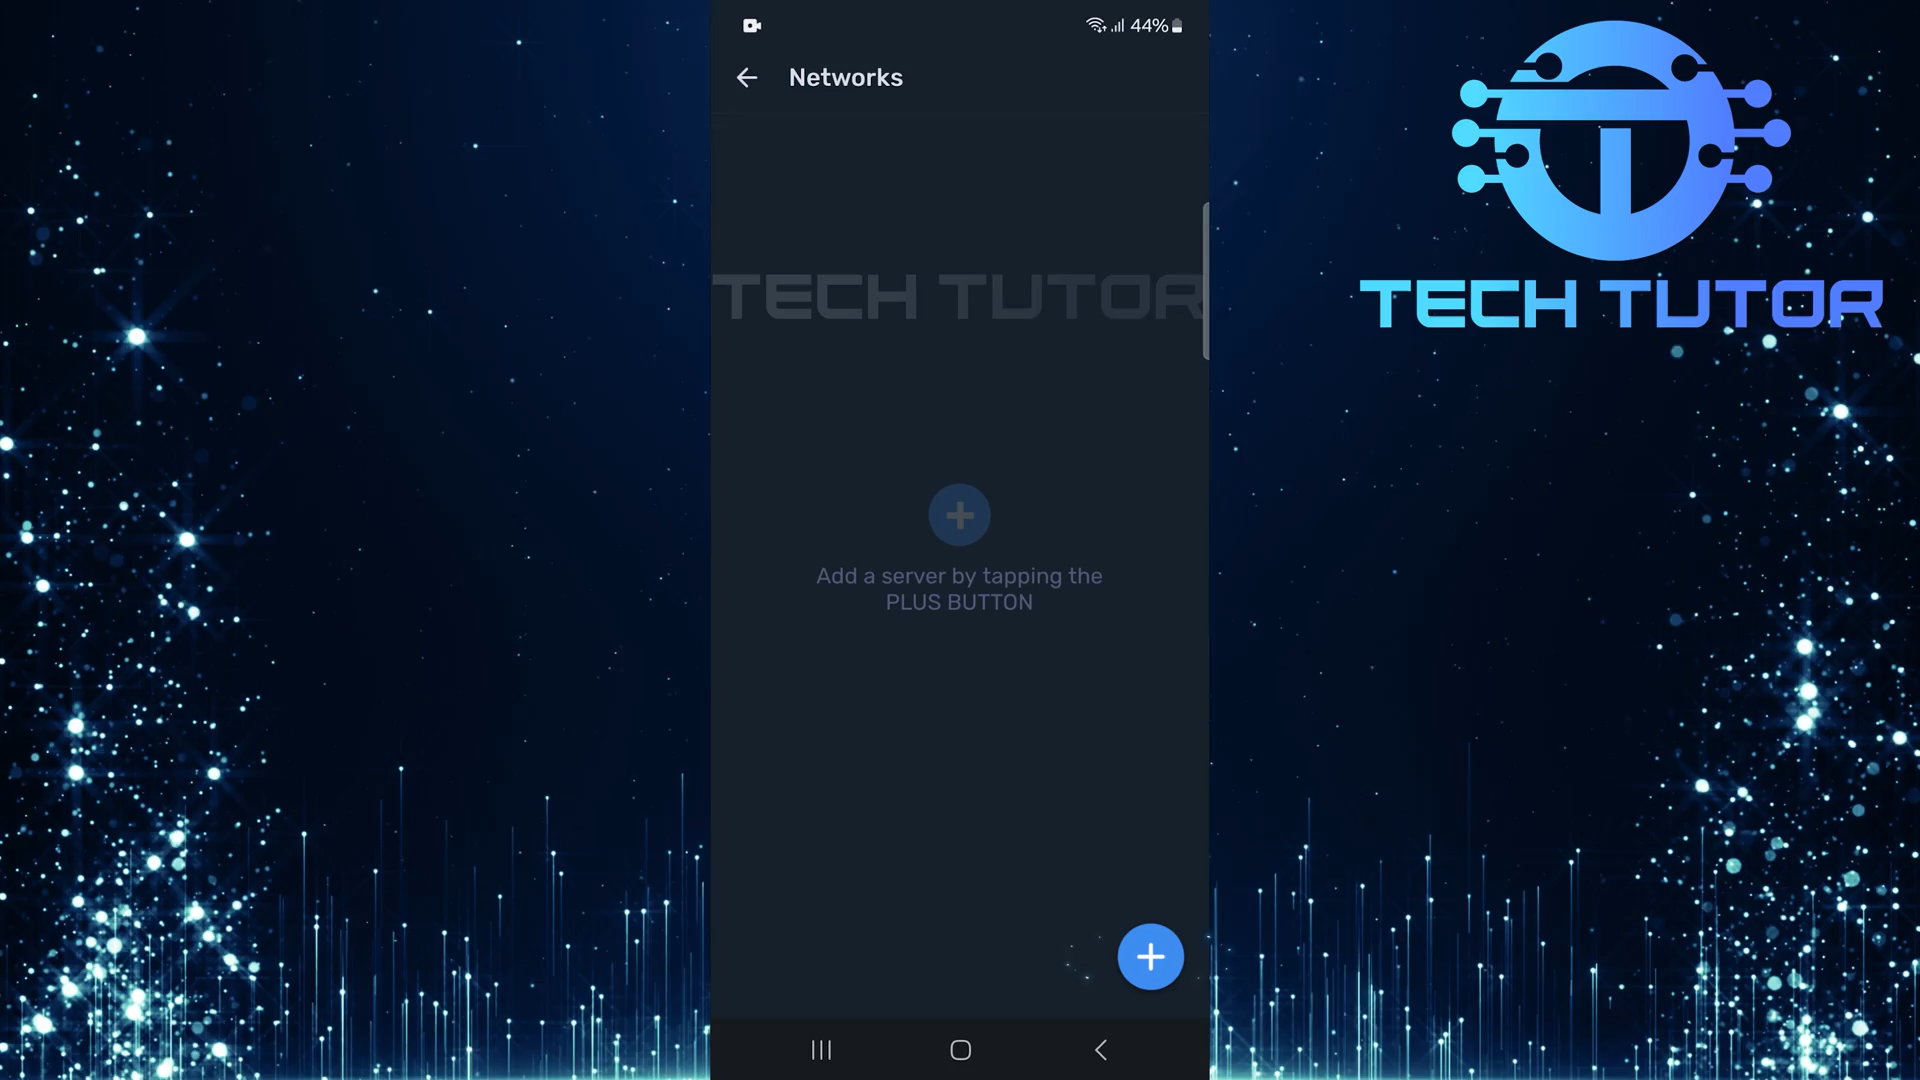 44%
Networks
TECH TUTOR
TECH TUTOR
Add a server by tapping the
PLUS BUTTON